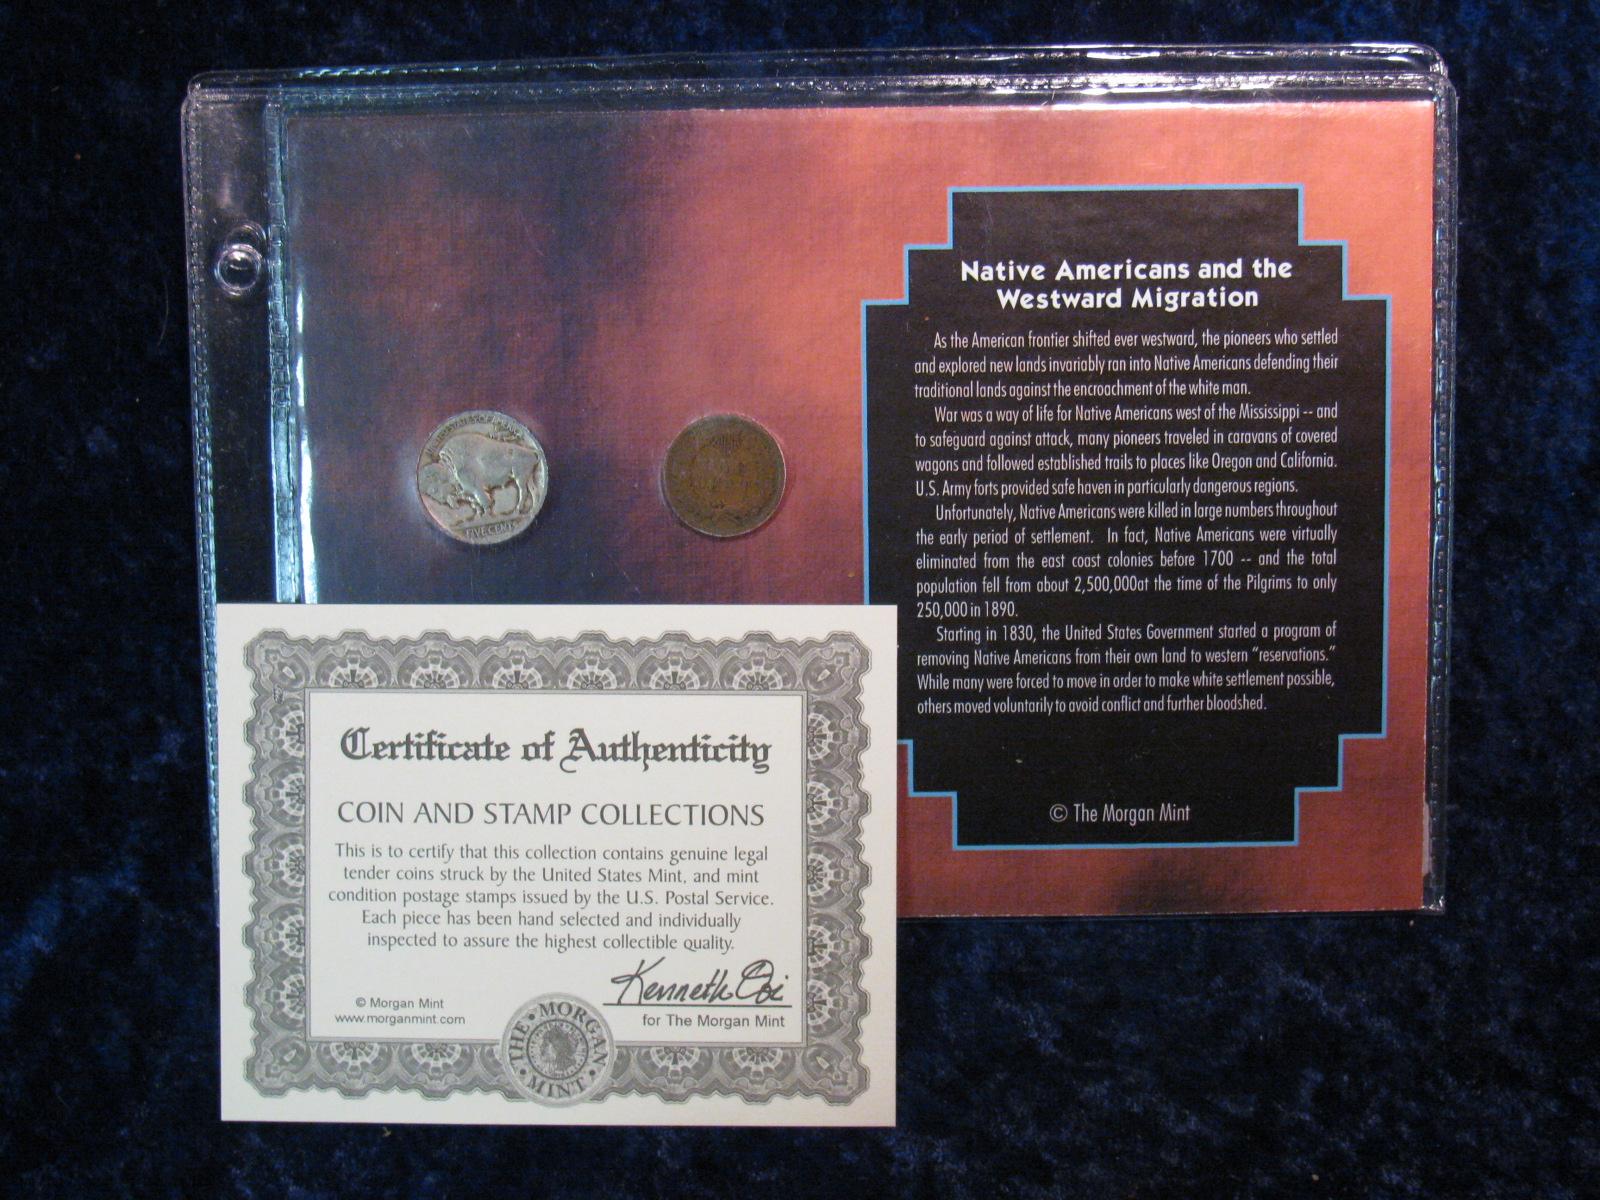 UNITED STATES OF AMERICA
FIVE CENTS
Native Americans and the
Westward Migration
As the American frontier shifted ever westward, the pioneers who settled
and explored new lands invariably ran into Native Americans defending their
traditional lands against the encroachment of the white man.
War was a way of life for Native Americans west of the Mississippi -- and
to safeguard against attack, many pioneers traveled in caravans of covered
wagons and followed established trails to places like Oregon and California.
U.S. Army forts provided safe haven in particularly dangerous regions.
Unfortunately, Native Americans were killed in large numbers throughout
the early period of settlement. In fact, Native Americans were virtually
eliminated from the east coast colonies before 1700 -- and the total
population fell from about 2,500,000at the time of the Pilgrims to only
250,000 in 1890.
Starting in 1830, the United States Government started a program of
removing Native Americans from their own land to western “reservations.”
While many were forced to move in order to make white settlement possible,
others moved voluntarily to avoid conflict and further bloodshed.
© The Morgan Mint
Certificate of Authenticity
COIN AND STAMP COLLECTIONS
This is to certify that this collection contains genuine legal
tender coins struck by the United States Mint, and mint
condition postage stamps issued by the U.S. Postal Service.
Each piece has been hand selected and individually
inspected to assure the highest collectible quality.
Kenneth
© Morgan Mint
www.morganmint.com
for The Morgan Mint
THE • MORGAN • MINT •